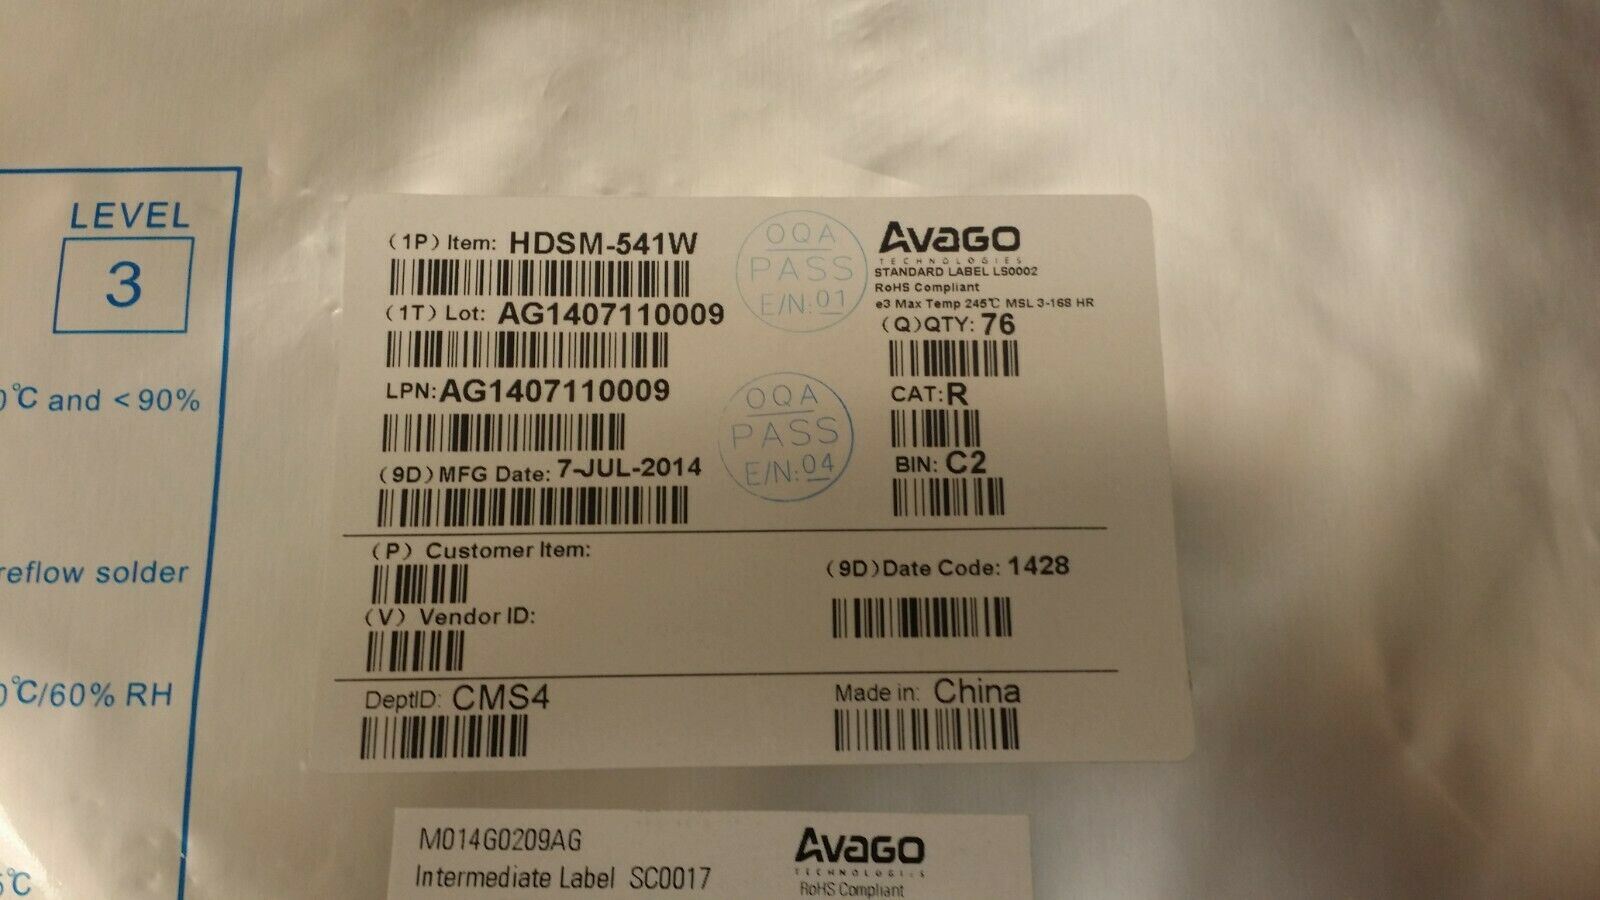 LEVEL
3
0°C and < 90%
reflow solder
0°C/60% RH
5°C
(1P) Item: HDSM-541W
(1T) Lot: AG1407110009
LPN: AG1407110009
(9D) MFG Date: 7-JUL-2014
OQA
PASS
E/N: 01
OQA
PASS
E/N: 04
AVAGO
TECHNOLOGIES
STANDARD LABEL LS0002
RoHS Compliant
e3 Max Temp 245℃ MSL 3-168 HR
(Q)QTY: 76
CAT: R
BIN: C2
(P) Customer Item:
(V) Vendor ID:
(9D)Date Code: 1428
DeptID: CMS4
Made in: China
M014G0209AG
Intermediate Label SC0017
AVAGO
TECHNOLOGIES
RoHS Compliant